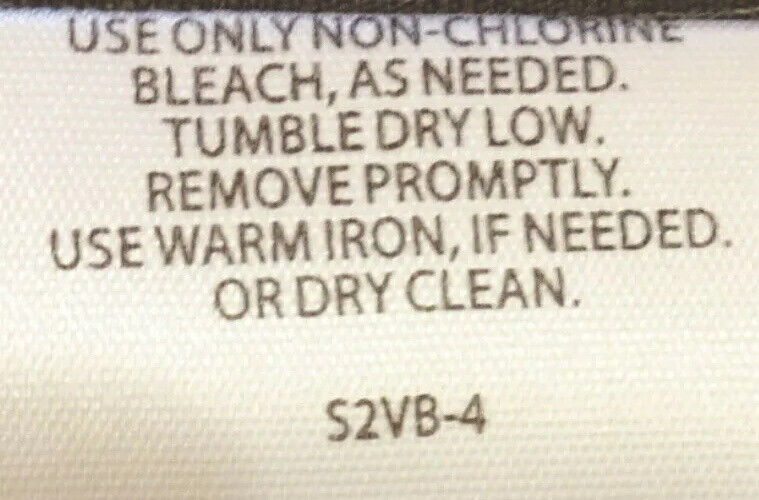 USE ONLY NON-CHLORINE
BLEACH, AS NEEDED.
TUMBLE DRY LOW.
REMOVE PROMPTLY.
USE WARM IRON, IF NEEDED.
OR DRY CLEAN.
S2VB-4